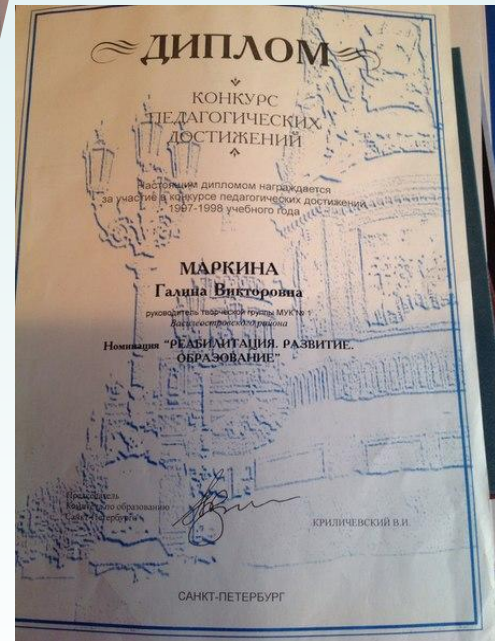 ДИПЛОМ
КОНКУРС
ПЕДАГОГИЧЕСКИХ
ДОСТИЖЕНИЙ
Настоящим дипломом награждается
за участие в конкурсе педагогических достижений
1997-1998 учебного года
МАРКИНА
Галина Викторовна
руководитель творческой группы МУК № 1
Василеостровского района
Номинация "РЕАБИЛИТАЦИЯ. РАЗВИТИЕ.
ОБРАЗОВАНИЕ"
Председатель
Комитета по образованию
Санкт-Петербурга
КРИЛИЧЕВСКИЙ В.И.
САНКТ-ПЕТЕРБУРГ